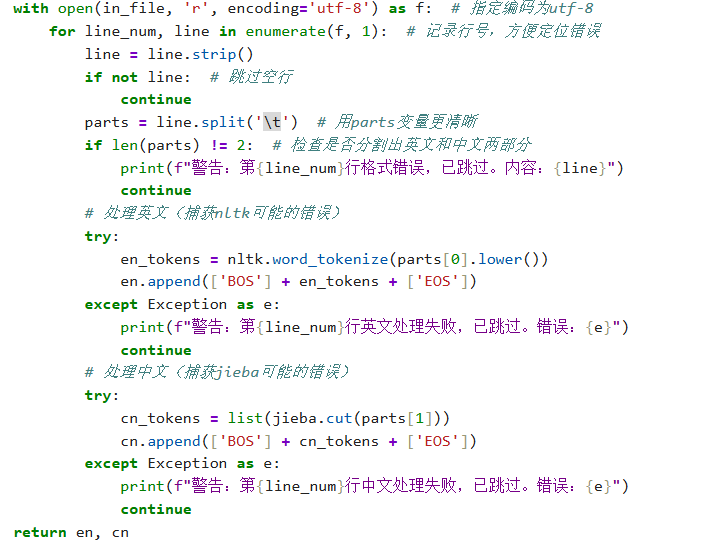 with open(in_file, 'r', encoding='utf-8') as f:  # 指定编码为utf-8
    for line_num, line in enumerate(f, 1):  # 记录行号，方便定位错误
        line = line.strip()
        if not line:  # 跳过空行
            continue
        parts = line.split('\t')  # 用parts变量更清晰
        if len(parts) != 2:  # 检查是否分割出英文和中文两部分
            print(f"警告：第{line_num}行格式错误，已跳过。内容：{line}")
            continue
        # 处理英文（捕获nltk可能的错误）
        try:
            en_tokens = nltk.word_tokenize(parts[0].lower())
            en.append(['BOS'] + en_tokens + ['EOS'])
        except Exception as e:
            print(f"警告：第{line_num}行英文处理失败，已跳过。错误：{e}")
            continue
        # 处理中文（捕获jieba可能的错误）
        try:
            cn_tokens = list(jieba.cut(parts[1]))
            cn.append(['BOS'] + cn_tokens + ['EOS'])
        except Exception as e:
            print(f"警告：第{line_num}行中文处理失败，已跳过。错误：{e}")
            continue
return en, cn